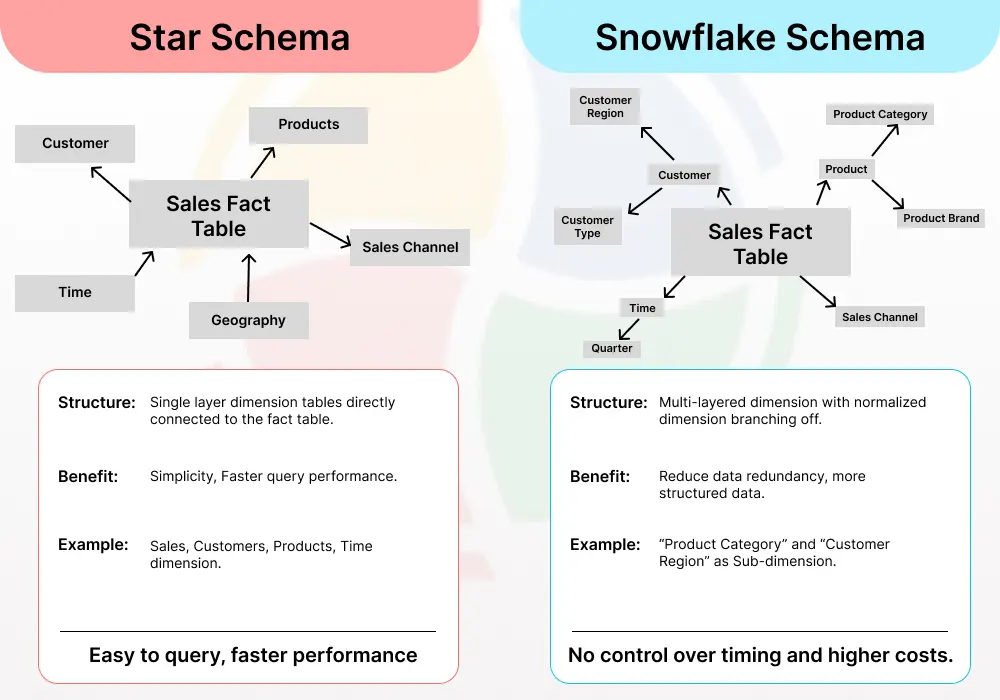 Star Schema
Customer
Products
Sales Fact
Table
Sales Channel
Time
Geography
Structure: Single layer dimension tables directly
connected to the fact table.
Benefit: Simplicity, Faster query performance.
Example: Sales, Customers, Products, Time
dimension.
Easy to query, faster performance
Snowflake Schema
Customer
Region
Product Category
Customer
Product
Customer
Type
Product Brand
Sales Fact
Table
Time
Sales Channel
Quarter
Structure: Multi-layered dimension with normalized
dimension branching off.
Benefit: Reduce data redundancy, more
structured data.
Example: “Product Category” and “Customer
Region” as Sub-dimension.
No control over timing and higher costs.